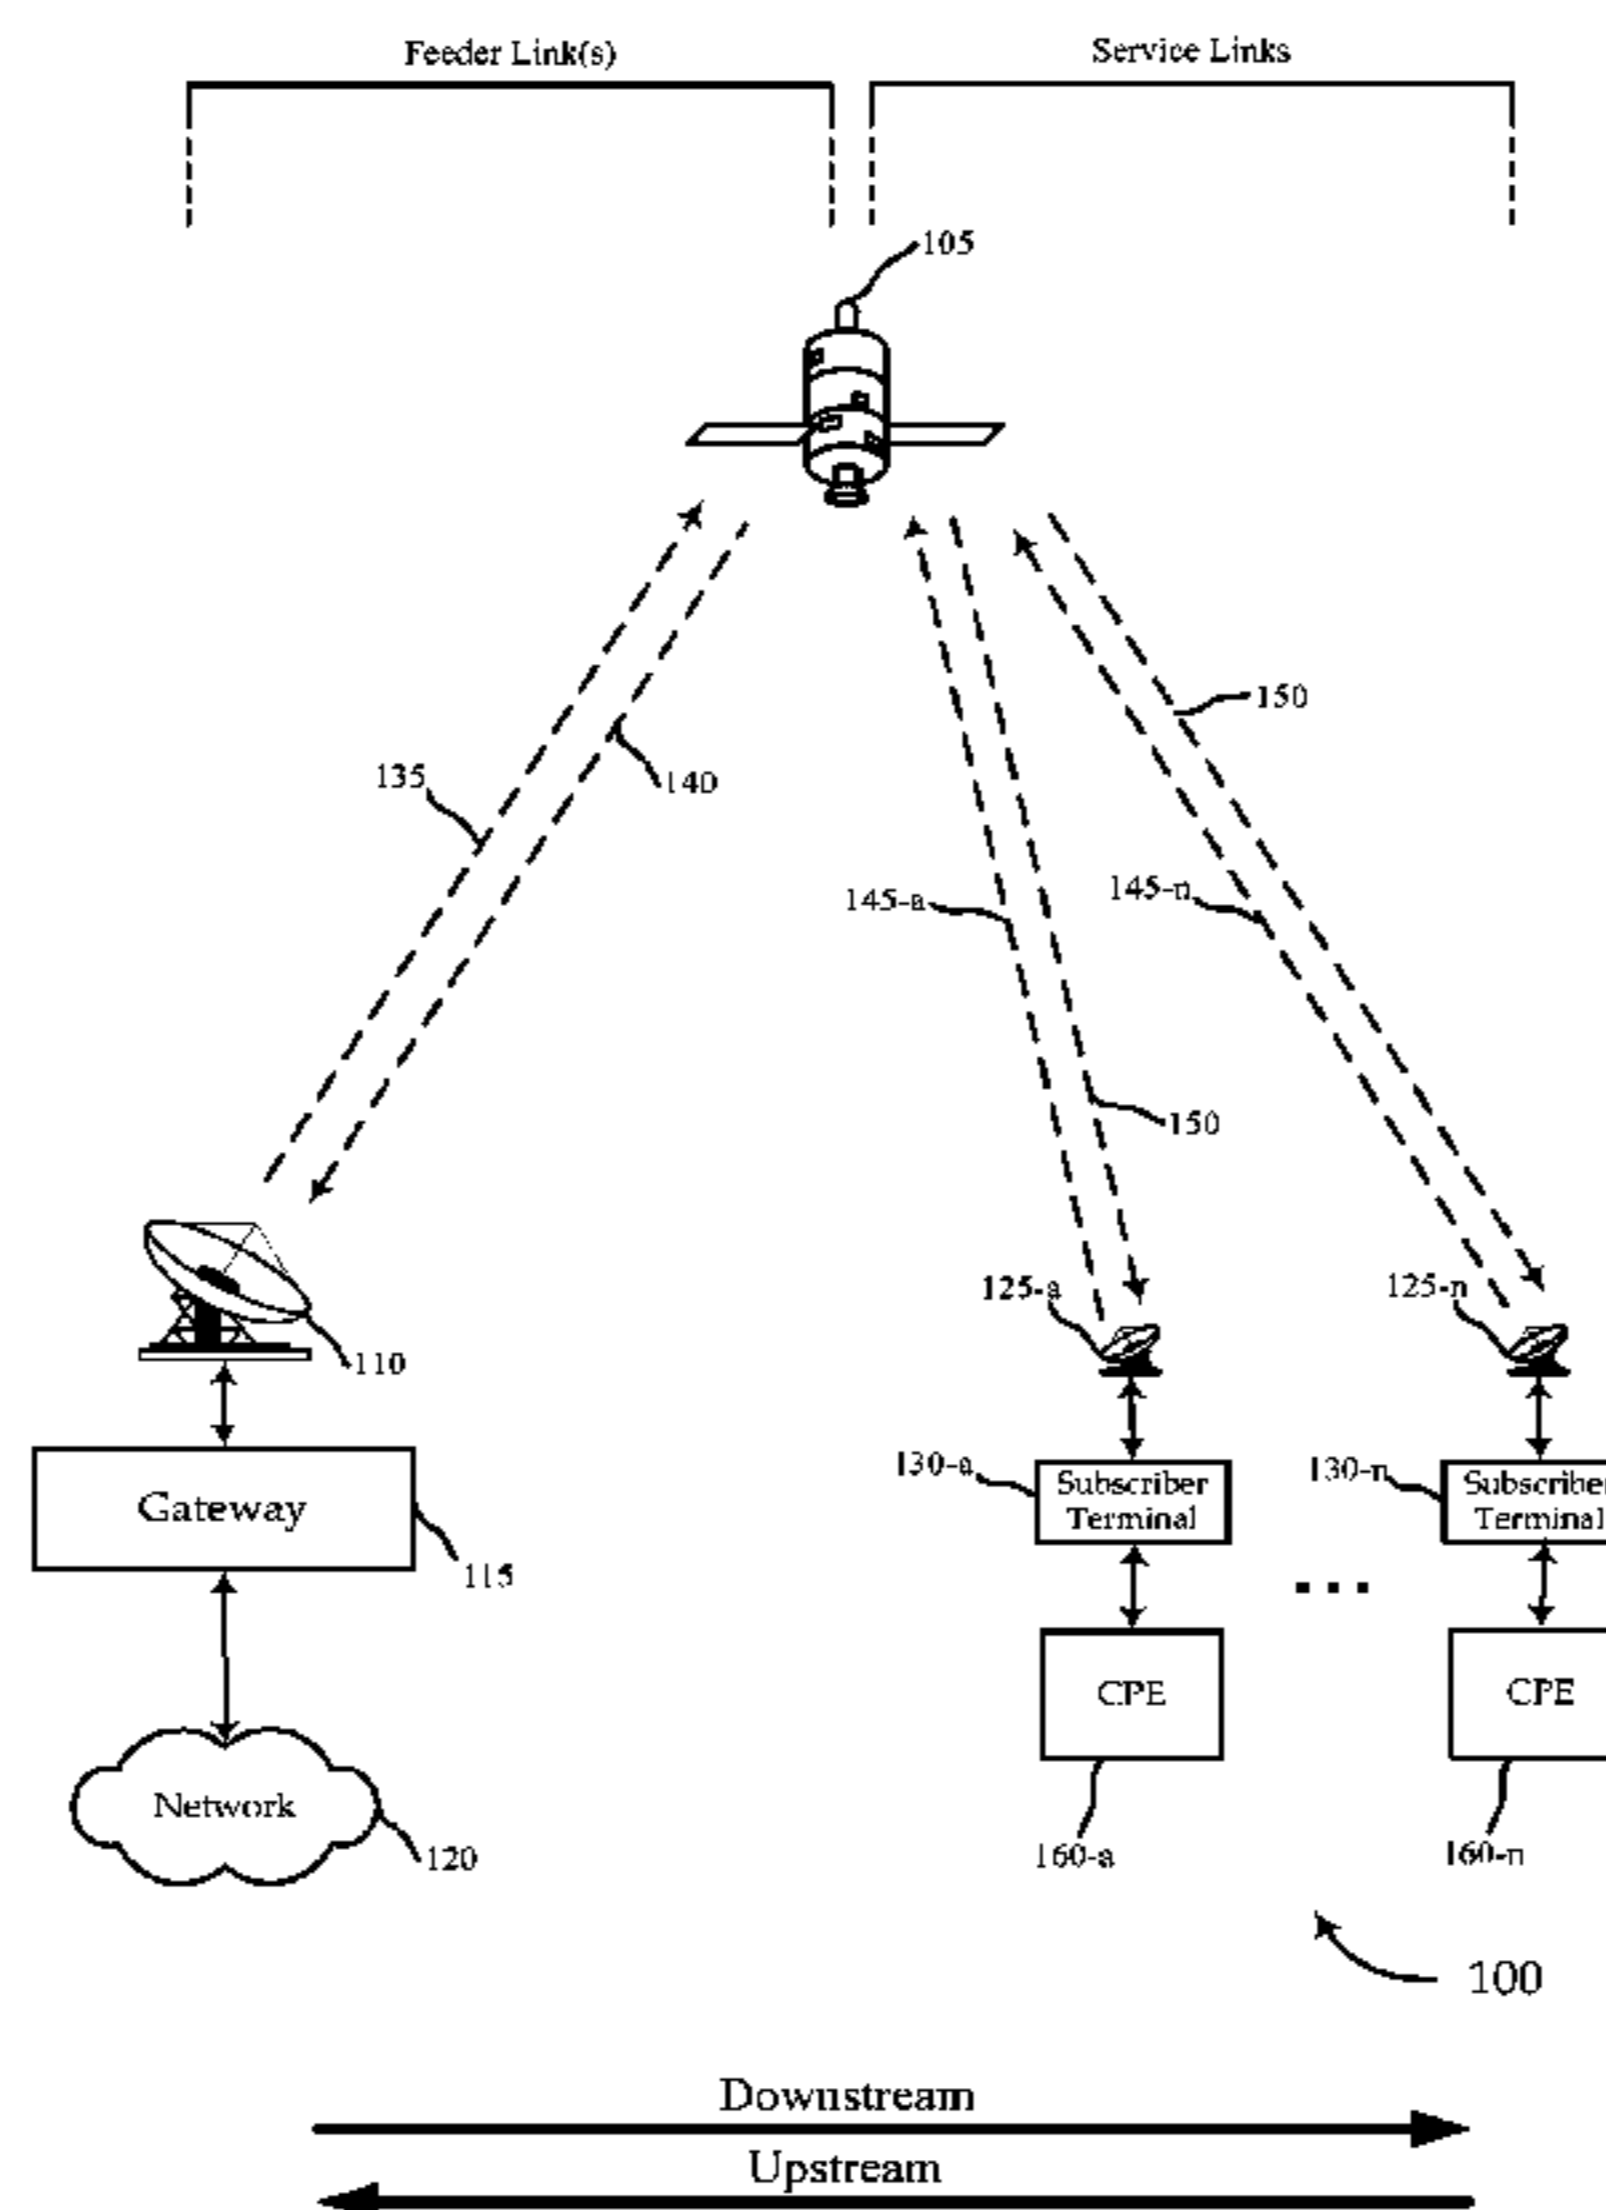 Feeder Link(s)
Service Links
105
150
135
140
145-a
145-n
150
125-a
125-n
110
130-a
Subscriber
Terminal
130-n
Subscriber
Terminal
Gateway
115
CPE
CPE
Network
120
160-a
160-n
100
Downstream
Upstream